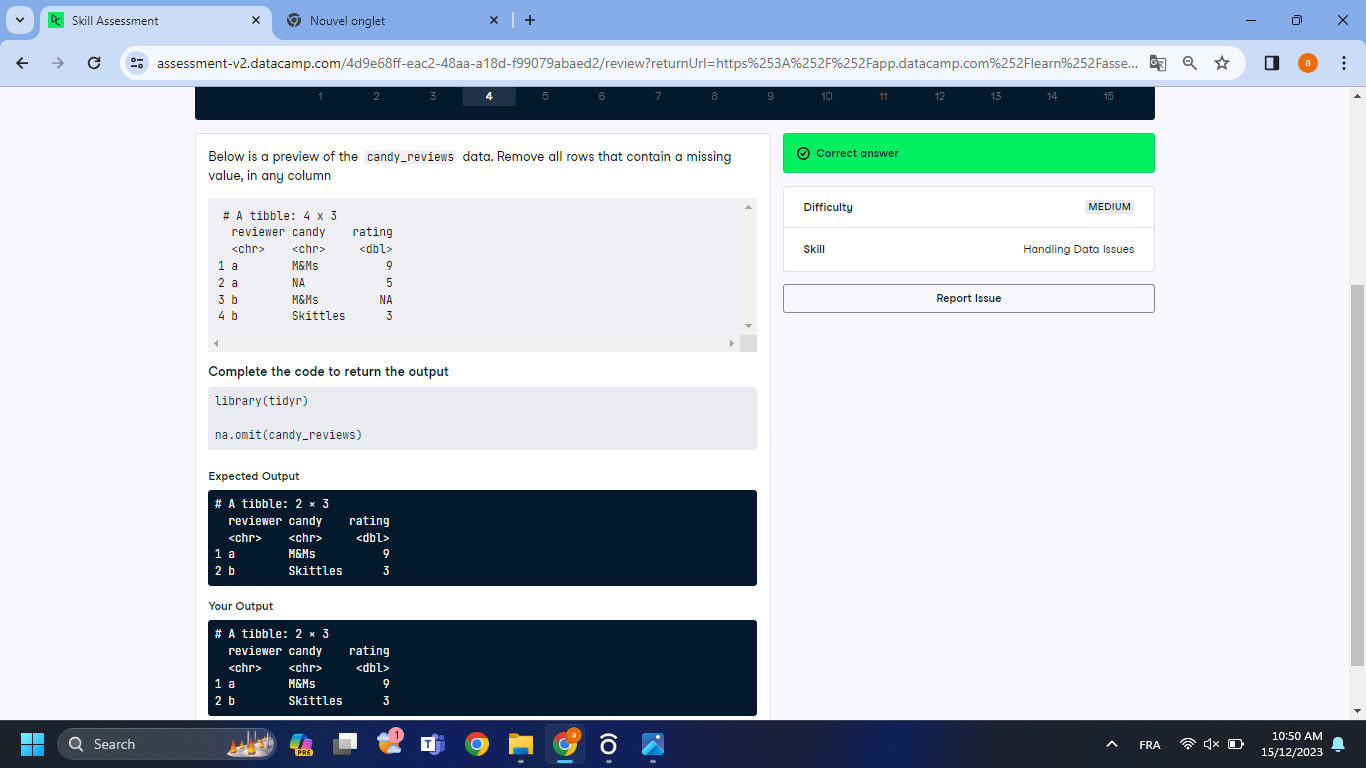 Skill Assessment
Nouvel onglet
assessment-v2.datacamp.com/4d9e68ff-eac2-48aa-a18d-f99079abaed2/review?returnUrl=https%253A%252F%252Fapp.datacamp.com%252Flearn%252Fasse...
a
1 2 3 4 5 6 7 8 9 10 11 12 13 14 15
Below is a preview of the candy_reviews data. Remove all rows that contain a missing
value, in any column
# A tibble: 4 x 3
reviewer candy rating
<chr> <chr> <dbl>
1 a M&Ms 9
2 a NA 5
3 b M&Ms NA
4 b Skittles 3
Complete the code to return the output
library(tidyr)
na.omit(candy_reviews)
Expected Output
# A tibble: 2 × 3
reviewer candy rating
<chr> <chr> <dbl>
1 a M&Ms 9
2 b Skittles 3
Your Output
# A tibble: 2 × 3
reviewer candy rating
<chr> <chr> <dbl>
1 a M&Ms 9
2 b Skittles 3
Correct answer
Difficulty MEDIUM
Skill Handling Data Issues
Report Issue
Search
PRE
1
a
FRA
10:50 AM
15/12/2023